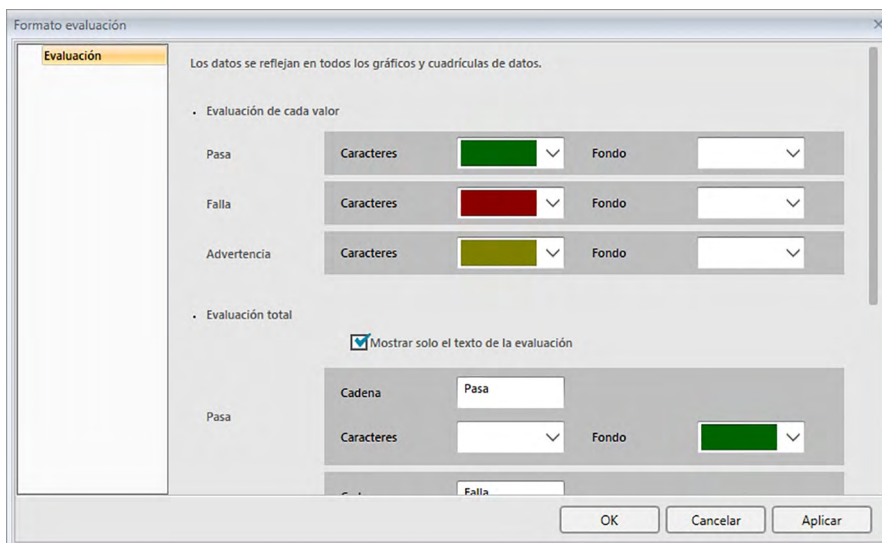 Formato evaluación
Evaluación
Los datos se reflejan en todos los gráficos y cuadrículas de datos.
• Evaluación de cada valor
Pasa Caracteres Fondo
Falla Caracteres Fondo
Advertencia Caracteres Fondo
• Evaluación total
Mostrar solo el texto de la evaluación
Cadena Pasa
Pasa
Caracteres Fondo
Falla
OK Cancelar Aplicar